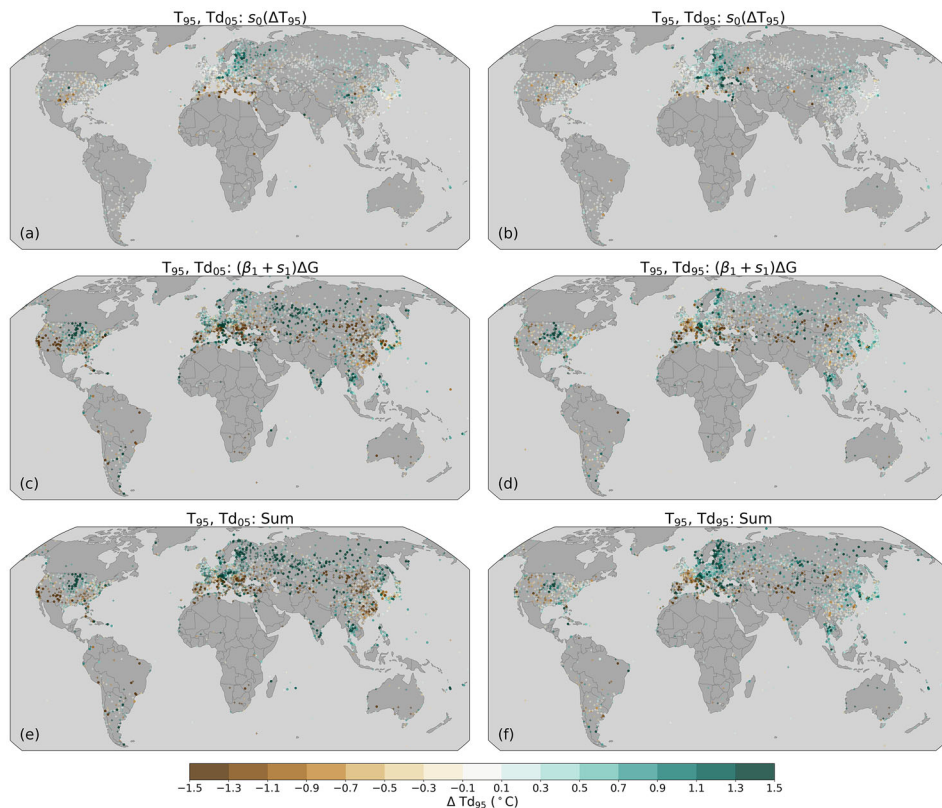 T₉₅, Td₀₅: s₀(ΔT₉₅)
T₉₅, Td₉₅: s₀(ΔT₉₅)
(a)
(b)
T₉₅, Td₀₅: (β₁ + s₁)ΔG
T₉₅, Td₉₅: (β₁ + s₁)ΔG
(c)
(d)
T₉₅, Td₀₅: Sum
T₉₅, Td₉₅: Sum
(e)
(f)
−1.5 −1.3 −1.1 −0.9 −0.7 −0.5 −0.3 −0.1 0.1 0.3 0.5 0.7 0.9 1.1 1.3 1.5
Δ Td₉₅ (°C)